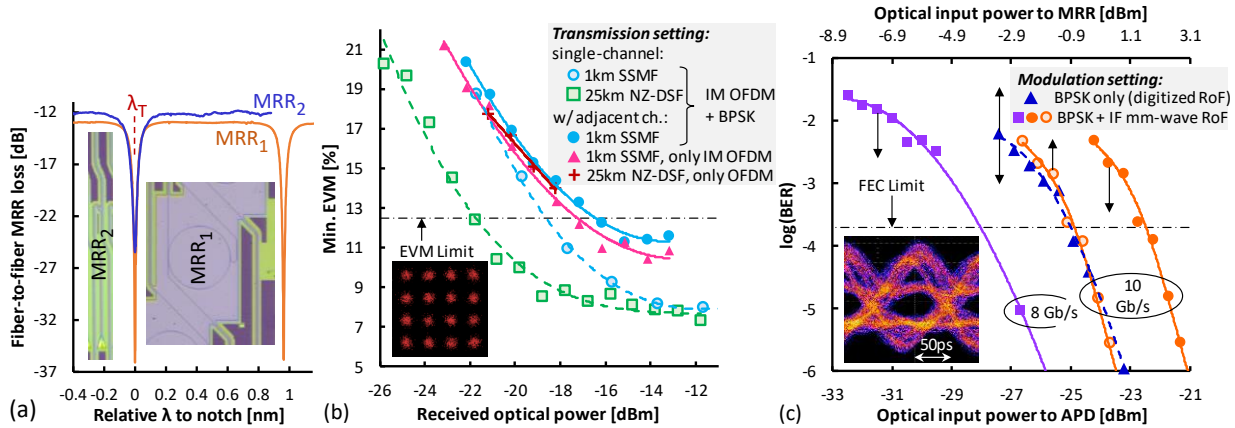 (a)
Fiber-to-fiber MRR loss [dB]
-7
-12
-17
-22
-27
-32
-37
λT
MRR2
MRR1
MRR2
MRR1
-0.4 -0.2 0 0.2 0.4 0.6 0.8 1
Relative λ to notch [nm]
(b)
Min. EVM [%]
21
19
17
15
13
11
9
7
5
Transmission setting:
single-channel:
1km SSMF
25km NZ-DSF
w/adjacent ch.:
1km SSMF
IM OFDM
+ BPSK
1km SSMF, only IM OFDM
25km NZ-DSF, only OFDM
EVM Limit
-26 -24 -22 -20 -18 -16 -14 -12
Received optical power [dBm]
(c)
Optical input power to MRR [dBm]
-8.9 -6.9 -4.9 -2.9 -0.9 1.1 3.1
log(BER)
-1
-2
-3
-4
-5
-6
Modulation setting:
BPSK only (digitized RoF)
BPSK + IF mm-wave RoF
FEC Limit
8 Gb/s
10
Gb/s
50ps
-33 -31 -29 -27 -25 -23 -21
Optical input power to APD [dBm]